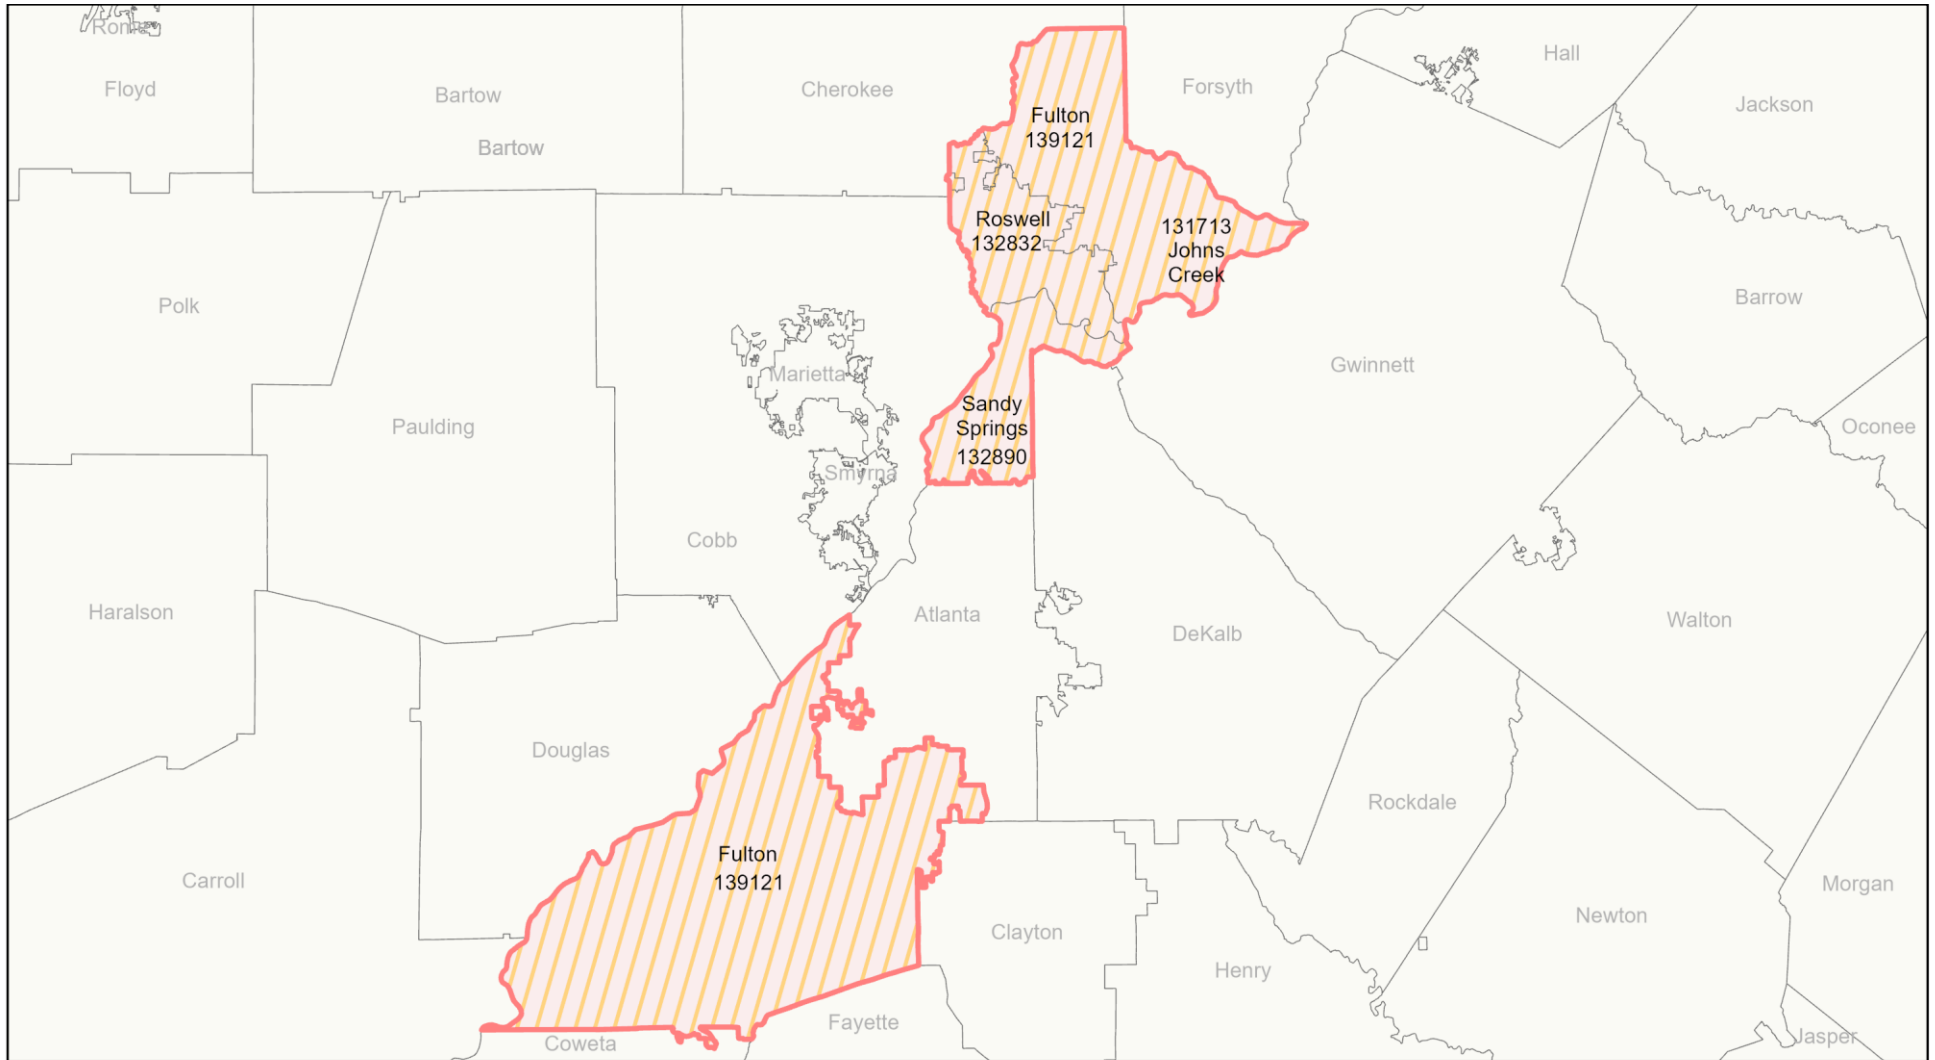 Rome
Hall
Floyd
Cherokee
Forsyth
Bartow
Jackson
Fulton
139121
Bartow
Roswell
132832
131713
Johns
Creek
Barrow
Polk
Gwinnett
Marietta
Sandy
Springs
132890
Paulding
Oconee
Smyrna
Cobb
Haralson
Atlanta
DeKalb
Walton
Douglas
Rockdale
Fulton
139121
Carroll
Morgan
Newton
Clayton
Henry
Fayette
Coweta
Jasper